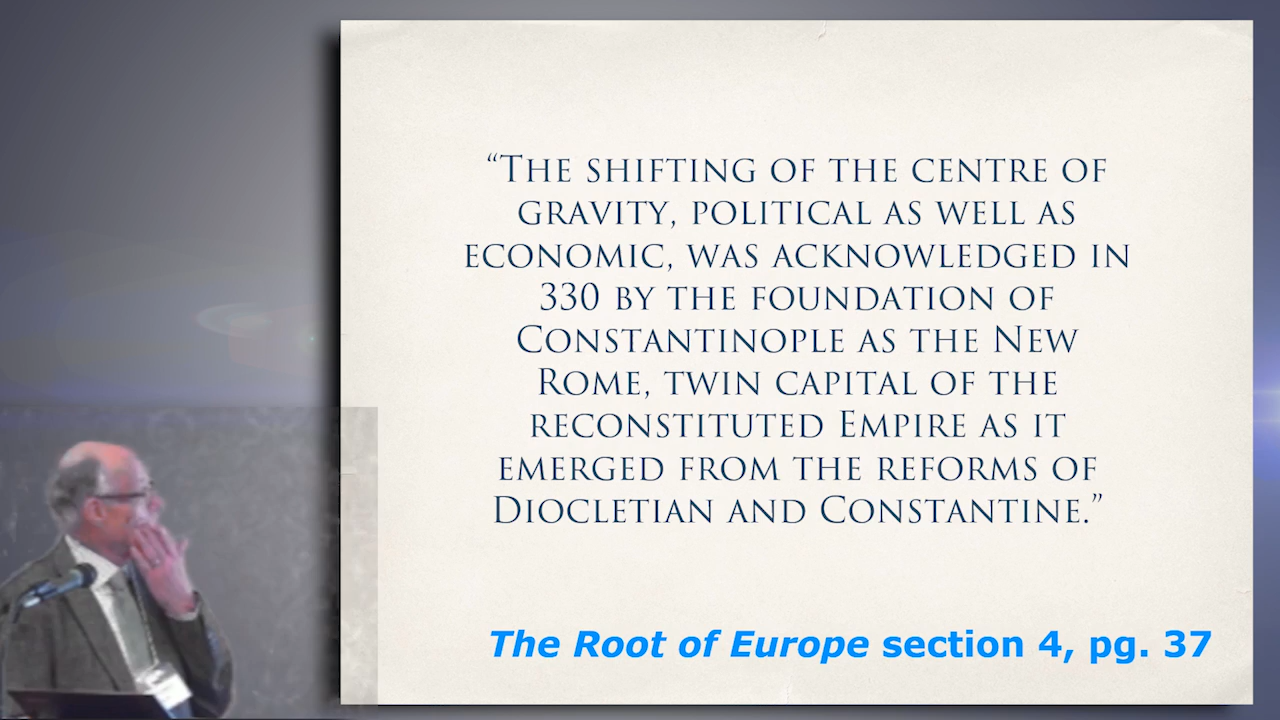 “The shifting of the centre of
gravity, political as well as
economic, was acknowledged in
330 by the foundation of
Constantinople as the New
Rome, twin capital of the
reconstituted Empire as it
emerged from the reforms of
Diocletian and Constantine.”
The Root of Europe section 4, pg. 37